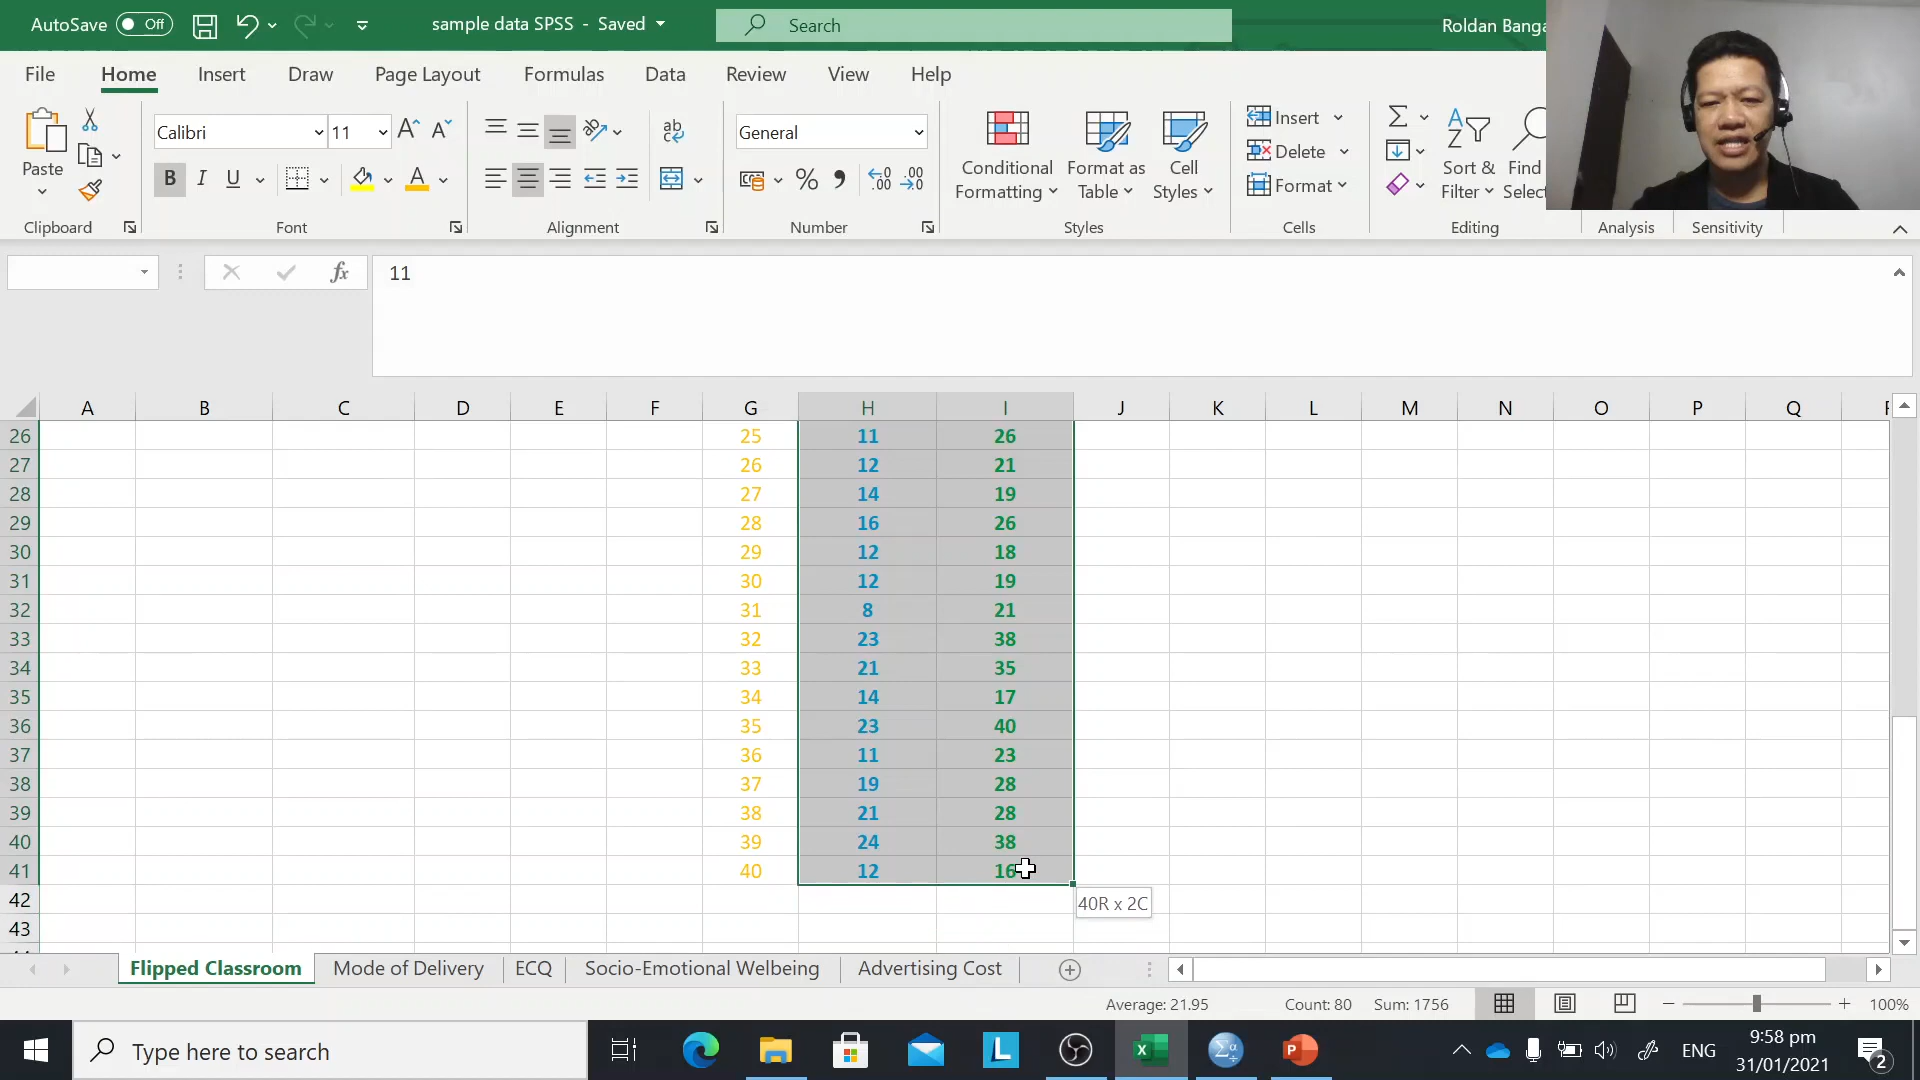 AutoSave Off sample data SPSS - Saved Search Roldan Banga
File Home Insert Draw Page Layout Formulas Data Review View Help
Paste
Clipboard
Calibri 11
B I U A
Font
ab
Alignment
General
% .00
Number
Conditional Formatting
Format as Table
Cell Styles
Styles
Insert
Delete
Format
Cells
Sort & Filter
Find
Select
Editing
Analysis
Sensitivity
fx 11
A B C D E F G H I J K L M N O P Q
26 25 11 26
27 26 12 21
28 27 14 19
29 28 16 26
30 29 12 18
31 30 12 19
32 31 8 21
33 32 23 38
34 33 21 35
35 34 14 17
36 35 23 40
37 36 11 23
38 37 19 28
39 38 21 28
40 39 24 38
41 40 12 16
42 40R x 2C
43
Flipped Classroom Mode of Delivery ECQ Socio-Emotional Welbeing Advertising Cost
Average: 21.95 Count: 80 Sum: 1756 100%
Type here to search ENG 9:58 pm
31/01/2021 2